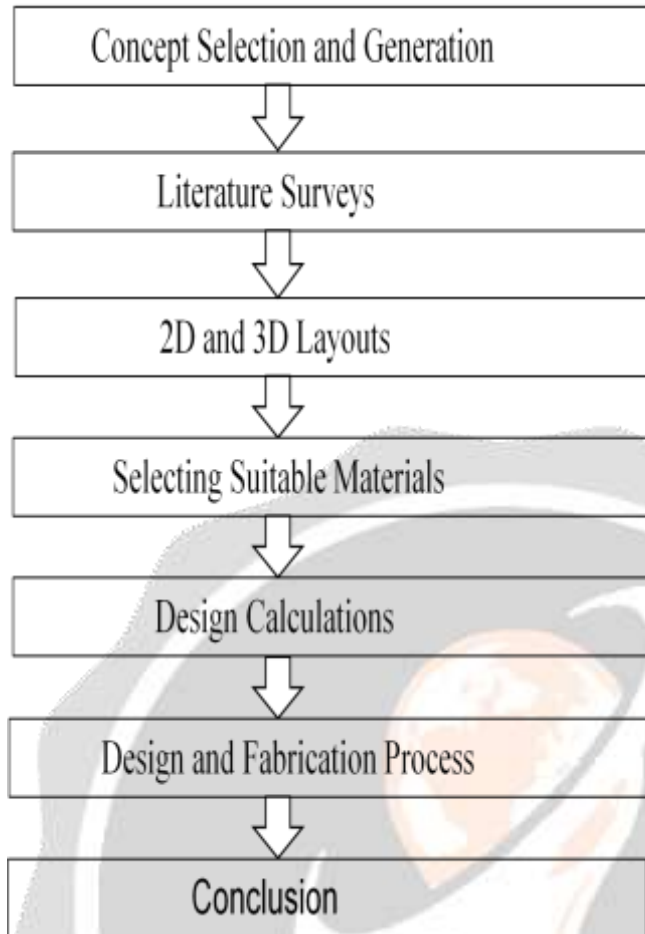 Concept Selection and Generation
Literature Surveys
2D and 3D Layouts
Selecting Suitable Materials
Design Calculations
Design and Fabrication Process
Conclusion